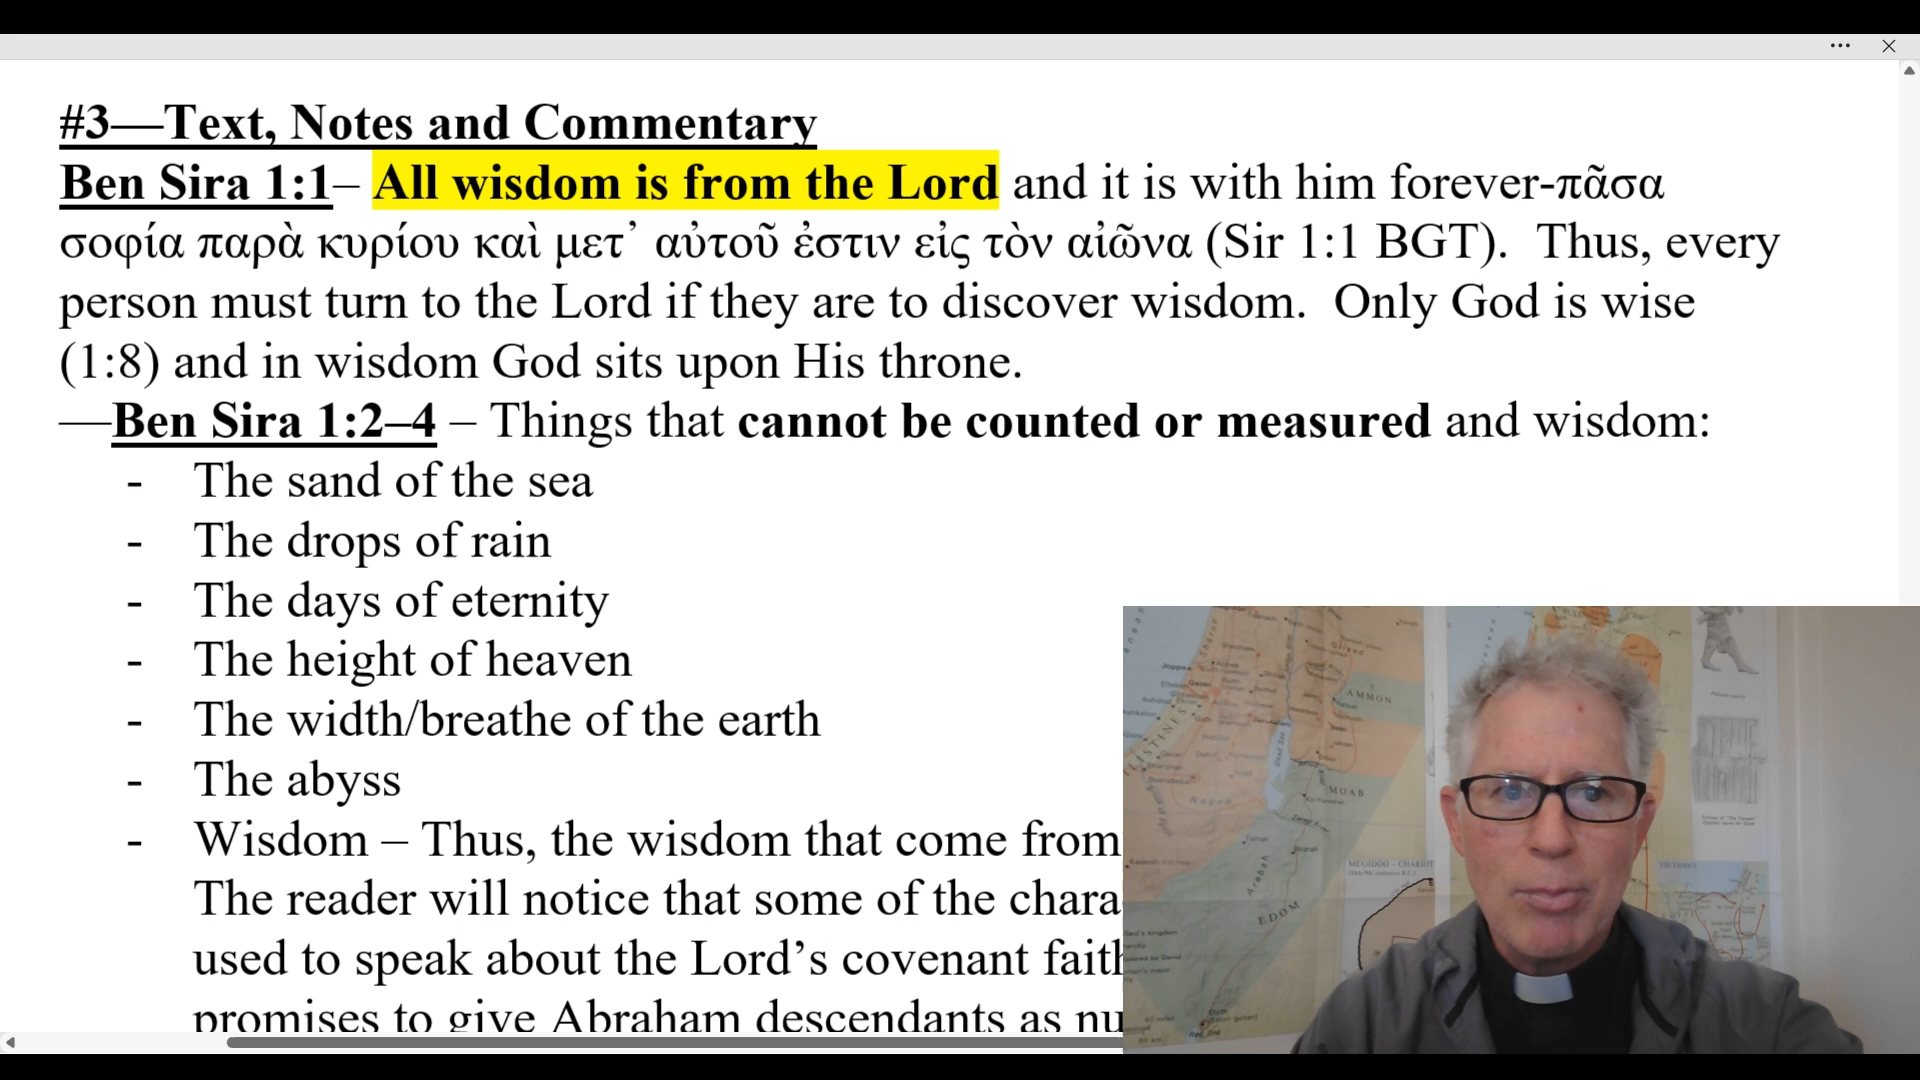 #3—Text, Notes and Commentary
Ben Sira 1:1– All wisdom is from the Lord and it is with him forever-πᾶσα
σοφία παρὰ κυρίου καὶ μετ’ αὐτοῦ ἐστιν εἰς τὸν αἰῶνα (Sir 1:1 BGT). Thus, every
person must turn to the Lord if they are to discover wisdom. Only God is wise
(1:8) and in wisdom God sits upon His throne.
—Ben Sira 1:2–4 – Things that cannot be counted or measured and wisdom:
- The sand of the sea
- The drops of rain
- The days of eternity
- The height of heaven
- The width/breathe of the earth
- The abyss
- Wisdom – Thus, the wisdom that come from
The reader will notice that some of the chara
used to speak about the Lord’s covenant faith
promises to give Abraham descendants as nu
AMMON
MOAB
EDOM
Arabah
Dead Sea
MEGIDDO - CHARIOT